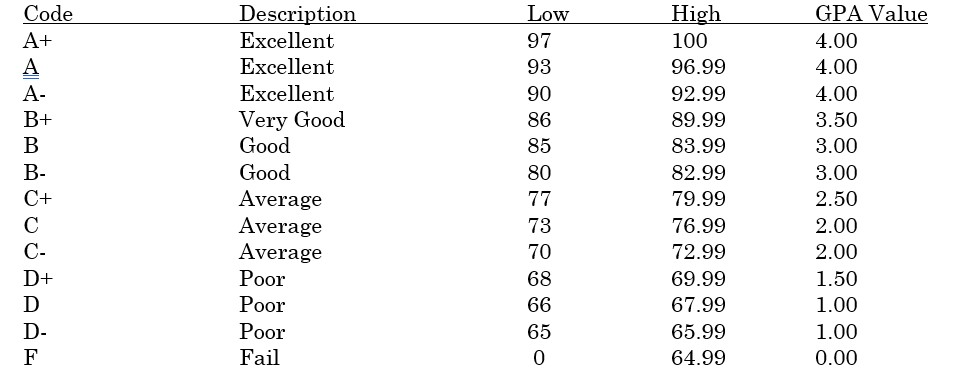 Code Description Low High GPA Value
A+ Excellent 97 100 4.00
A Excellent 93 96.99 4.00
A- Excellent 90 92.99 4.00
B+ Very Good 86 89.99 3.50
B Good 85 83.99 3.00
B- Good 80 82.99 3.00
C+ Average 77 79.99 2.50
C Average 73 76.99 2.00
C- Average 70 72.99 2.00
D+ Poor 68 69.99 1.50
D Poor 66 67.99 1.00
D- Poor 65 65.99 1.00
F Fail 0 64.99 0.00